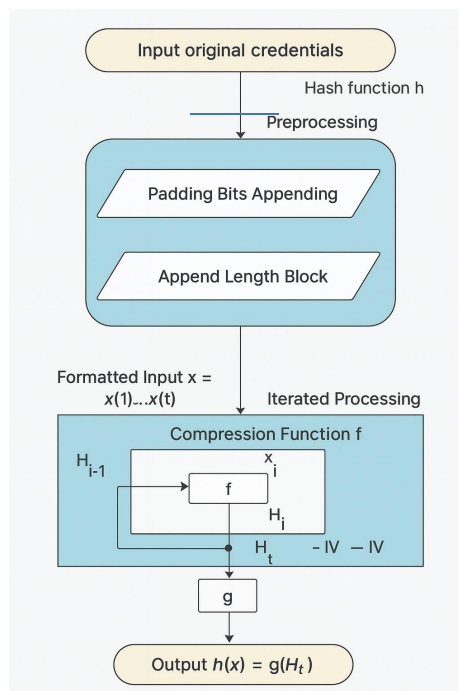 Input original credentials
Hash function h
Preprocessing
Padding Bits Appending
Append Length Block
Formatted Input x =
x(1)...x(t)
Iterated Processing
Compression Function f
H i-1
x i
f
H i
H t - IV — IV
g
Output h(x) = g(H t )